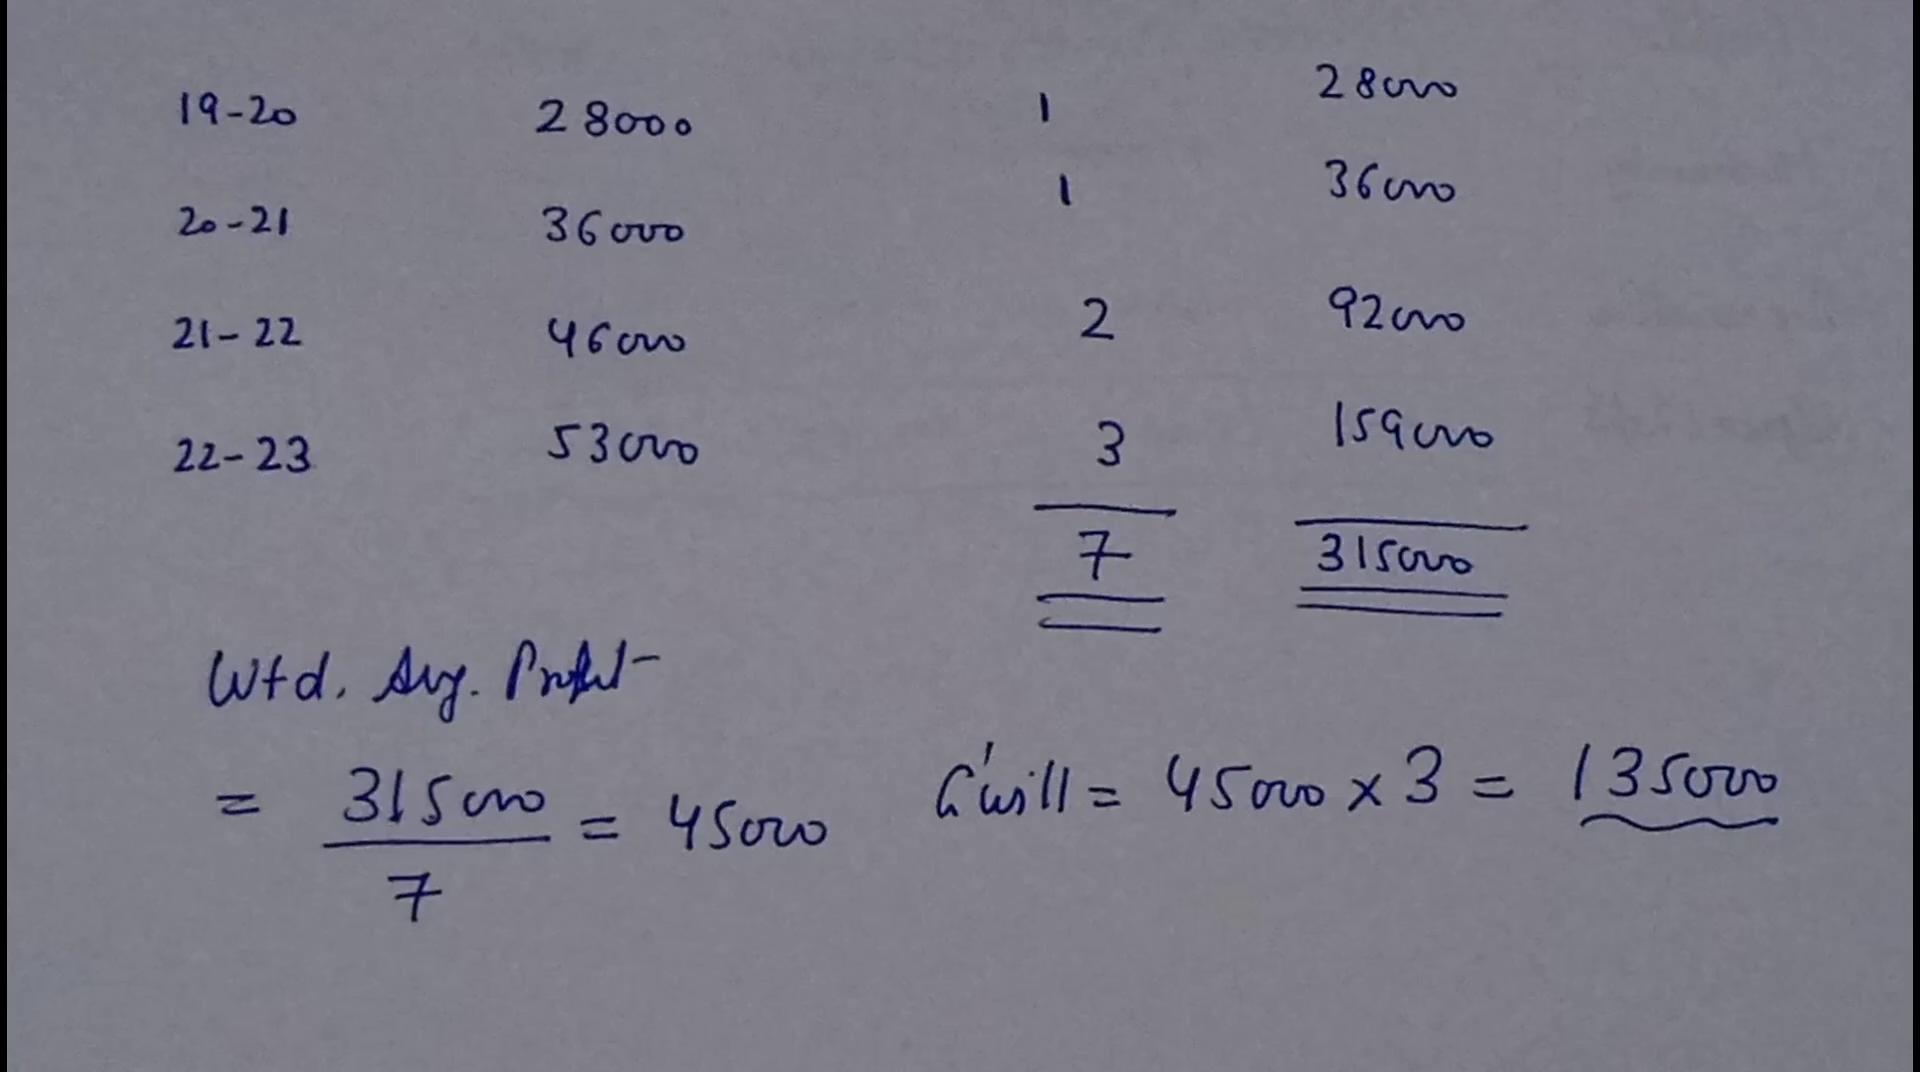 19-20 28000 1 28000
20-21 36000 1 36000
21-22 46000 2 92000
22-23 53000 3 159000
7 315000
Wtd. Avg. Profit
= 315000 / 7 = 45000 G'will = 45000 x 3 = 135000